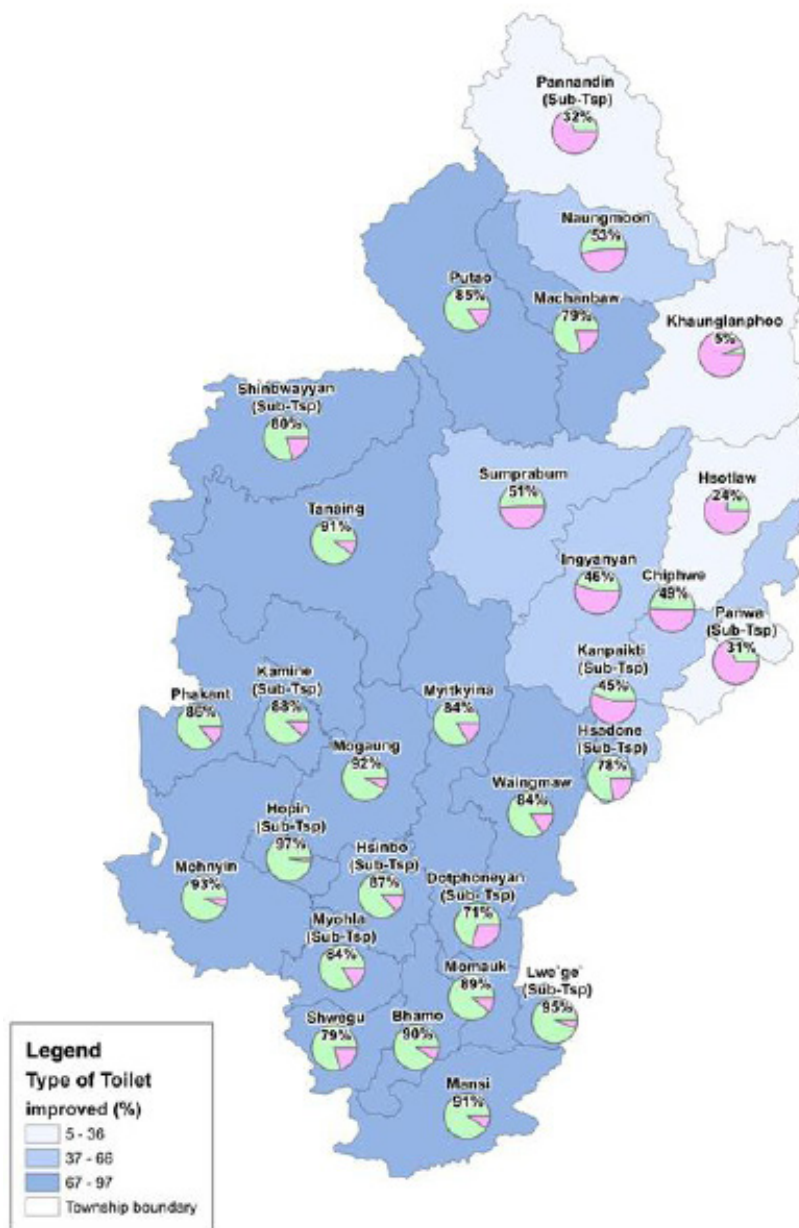 Pannandin
(Sub-Tsp)
32%
Naungmoon
53%
Putao
85%
Machanbaw
79%
Khaunglanphoo
5%
Shinbwayyan
(Sub-Tsp)
80%
Sumprabum
51%
Hsotlaw
24%
Tanaing
91%
Ingyanyan
46%
Chiphwe
49%
Panwa
(Sub-Tsp)
31%
Kanpaikti
(Sub-Tsp)
45%
Phakant
86%
Kamine
(Sub-Tsp)
88%
Myitkyina
84%
Hsadone
(Sub-Tsp)
78%
Mogaung
92%
Waingmaw
84%
Hopin
(Sub-Tsp)
97%
Hsinbo
(Sub-Tsp)
87%
Mohnyin
93%
Dotphoneyan
(Sub-Tsp)
71%
Myohla
(Sub-Tsp)
84%
Momauk
89%
Lwe'ge'
(Sub-Tsp)
95%
Shwegu
79%
Bhamo
90%
Mansi
91%
Legend
Type of Toilet
improved (%)
5 - 36
37 - 66
67 - 97
Township boundary